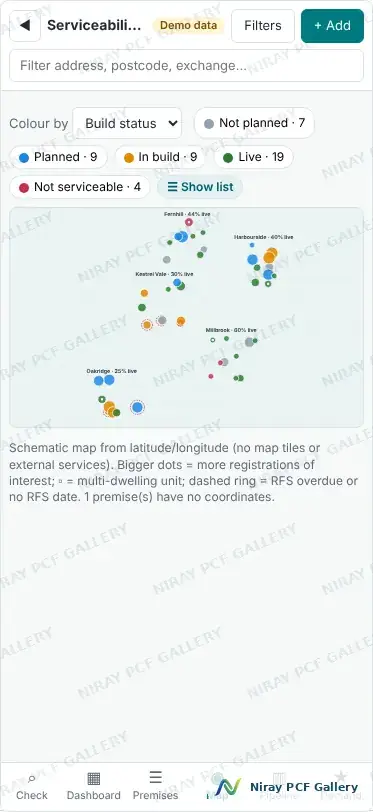 ◀ Serviceabili... Demo data Filters + Add
Filter address, postcode, exchange...
Colour by Build status Not planned · 7
Planned · 9 In build · 9 Live · 19
Not serviceable · 4 ☰ Show list
Fernhill · 44% live
Harbourside · 40% live
Kestrel Vale · 30% live
Millbrook · 60% live
Oakridge · 25% live
Schematic map from latitude/longitude (no map tiles or
external services). Bigger dots = more registrations of
interest; ▫ = multi-dwelling unit; dashed ring = RFS overdue or
no RFS date. 1 premise(s) have no coordinates.
Check Dashboard Premises
Niray PCF Gallery
NIRAY PCF GALLERY